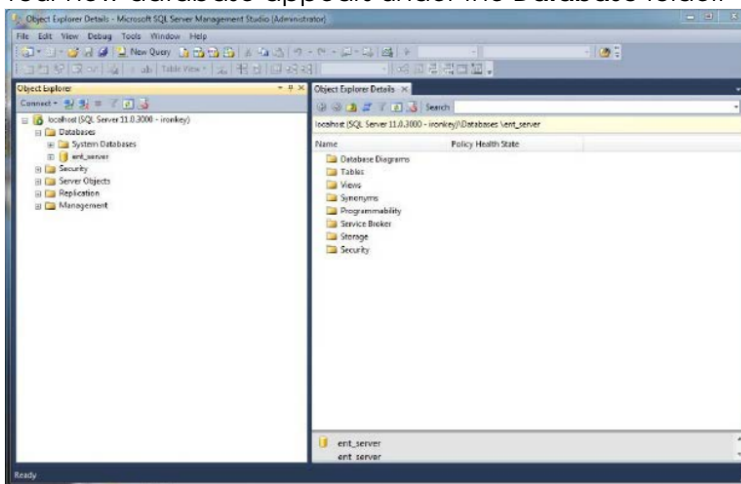 Your new database appears under the Database folder.
Object Explorer Details - Microsoft SQL Server Management Studio (Administrator)
File Edit View Debug Tools Window Help
New Query
Table View
Object Explorer
Object Explorer Details
Connect
Search
localhost (SQL Server 11.0.3000 - ironkey)
localhost (SQL Server 11.0.3000 - ironkey)\Databases\ent_server
Databases
System Databases
ent_server
Security
Server Objects
Replication
Management
Name Policy Health State
Database Diagrams
Tables
Views
Synonyms
Programmability
Service Broker
Storage
Security
ent_server
ent_server
Ready